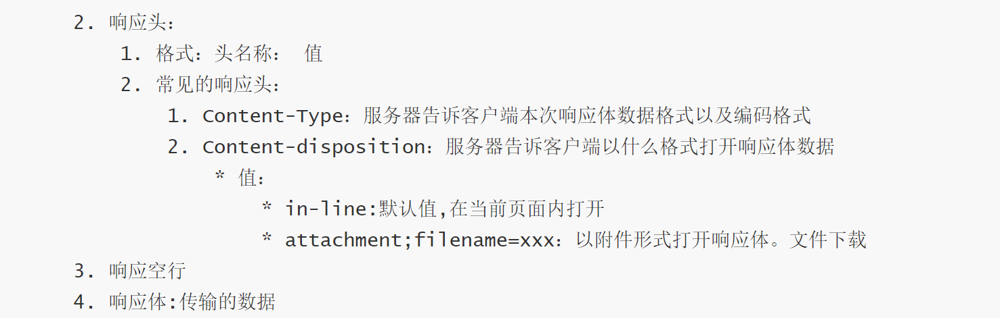 2. 响应头：
1. 格式：头名称： 值
2. 常见的响应头：
1. Content-Type：服务器告诉客户端本次响应体数据格式以及编码格式
2. Content-disposition：服务器告诉客户端以什么格式打开响应体数据
* 值：
* in-line:默认值,在当前页面内打开
* attachment;filename=xxx：以附件形式打开响应体。文件下载
3. 响应空行
4. 响应体:传输的数据